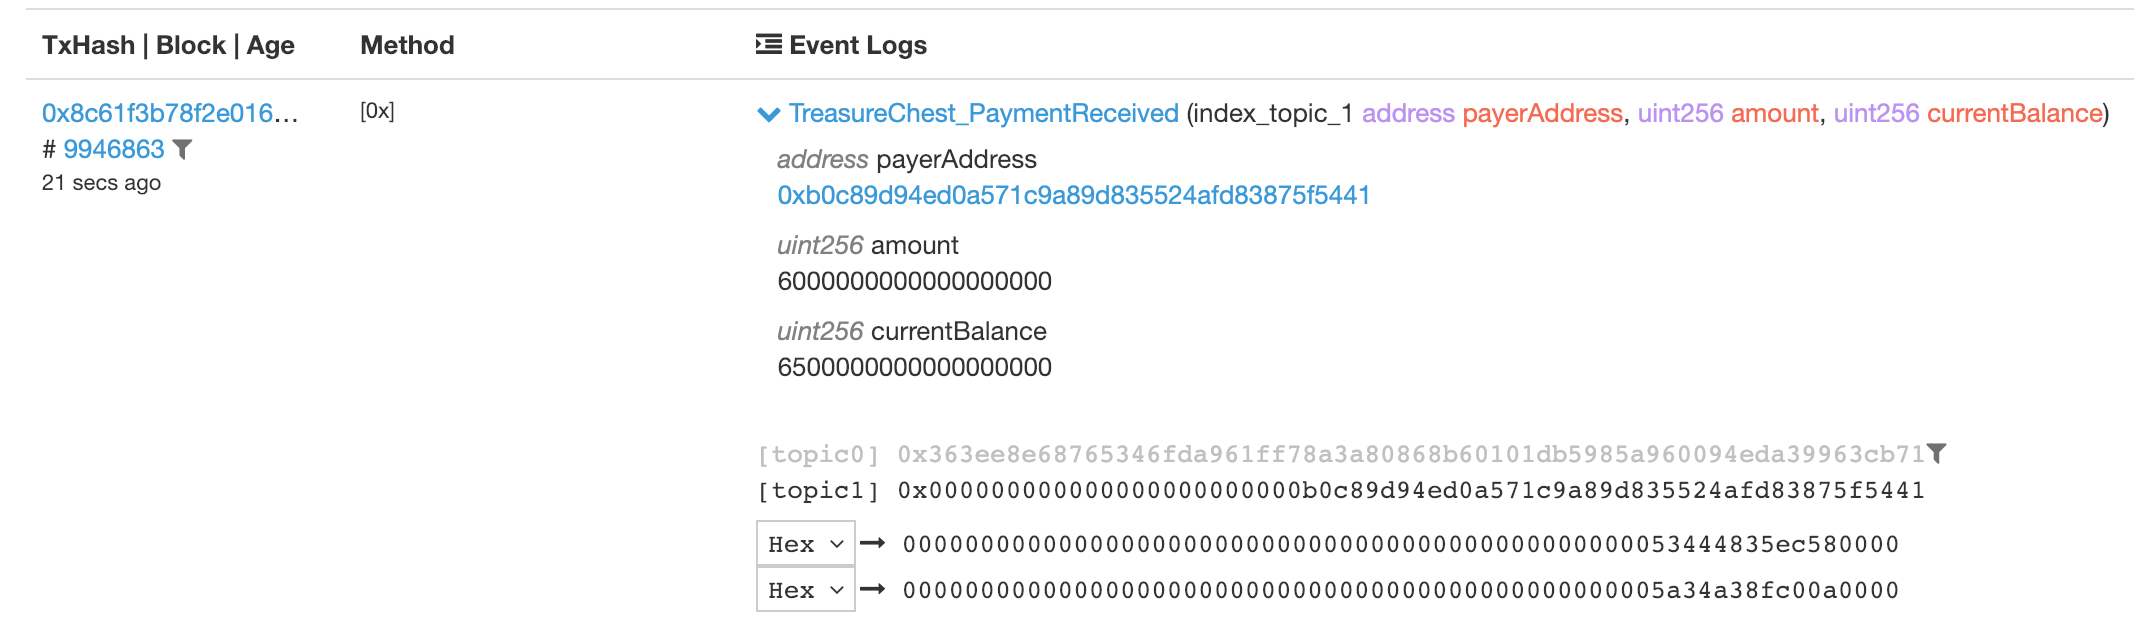 TxHash | Block | Age
Method
Event Logs
0x8c61f3b78f2e016...
# 9946863
21 secs ago
[0x]
TreasureChest_PaymentReceived (index_topic_1 address payerAddress, uint256 amount, uint256 currentBalance)
address payerAddress
0xb0c89d94ed0a571c9a89d835524afd83875f5441
uint256 amount
6000000000000000000
uint256 currentBalance
6500000000000000000
[topic0] 0x363ee8e68765346fda961ff78a3a80868b60101db5985a960094eda39963cb71
[topic1] 0x000000000000000000000000b0c89d94ed0a571c9a89d835524afd83875f5441
Hex → 00000000000000000000000000000000000000000000000053444835ec580000
Hex → 0000000000000000000000000000000000000000000000005a34a38fc00a0000